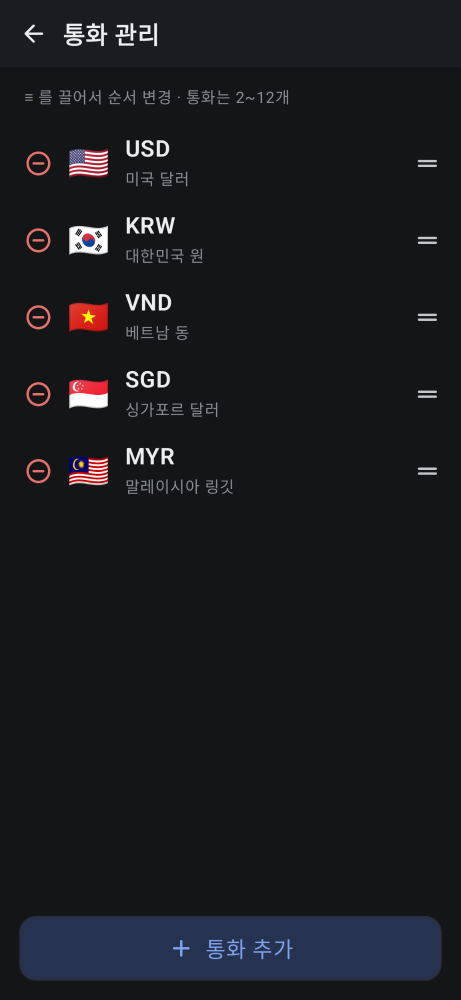 통화 관리
≡ 를 끌어서 순서 변경 · 통화는 2~12개
USD
미국 달러
KRW
대한민국 원
VND
베트남 동
SGD
싱가포르 달러
MYR
말레이시아 링깃
+ 통화 추가